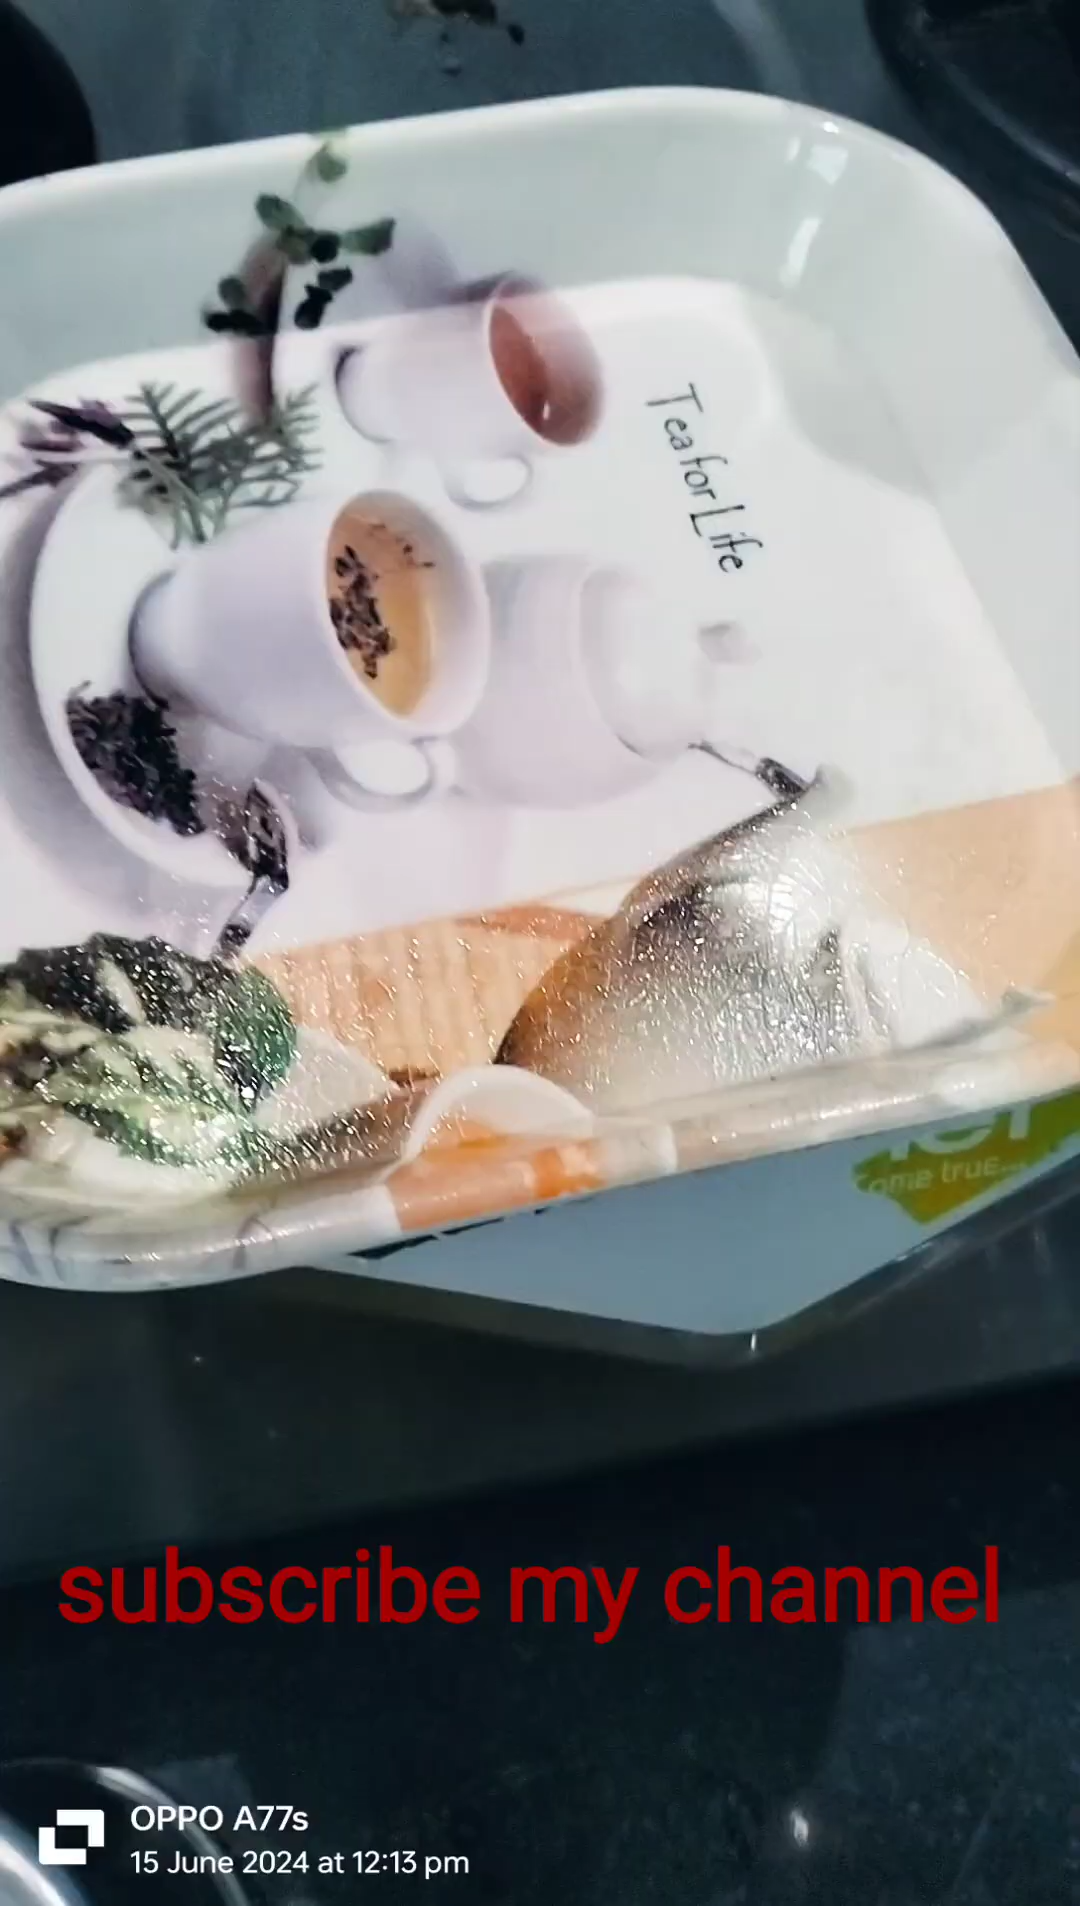 Tea for Life
ome true...
subscribe my channel
OPPO A77s
15 June 2024 at 12:13 pm